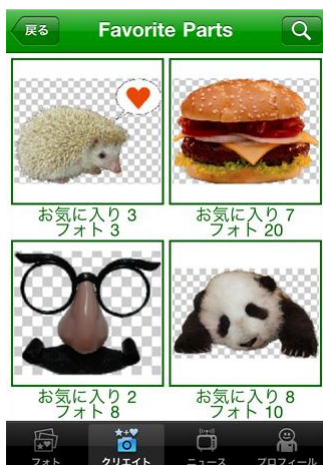 戻る
Favorite Parts
お気に入り 3
フォト 3
お気に入り 7
フォト 20
お気に入り 2
フォト 8
お気に入り 8
フォト 10
フォト
クリエイト
ニュース
プロフィール